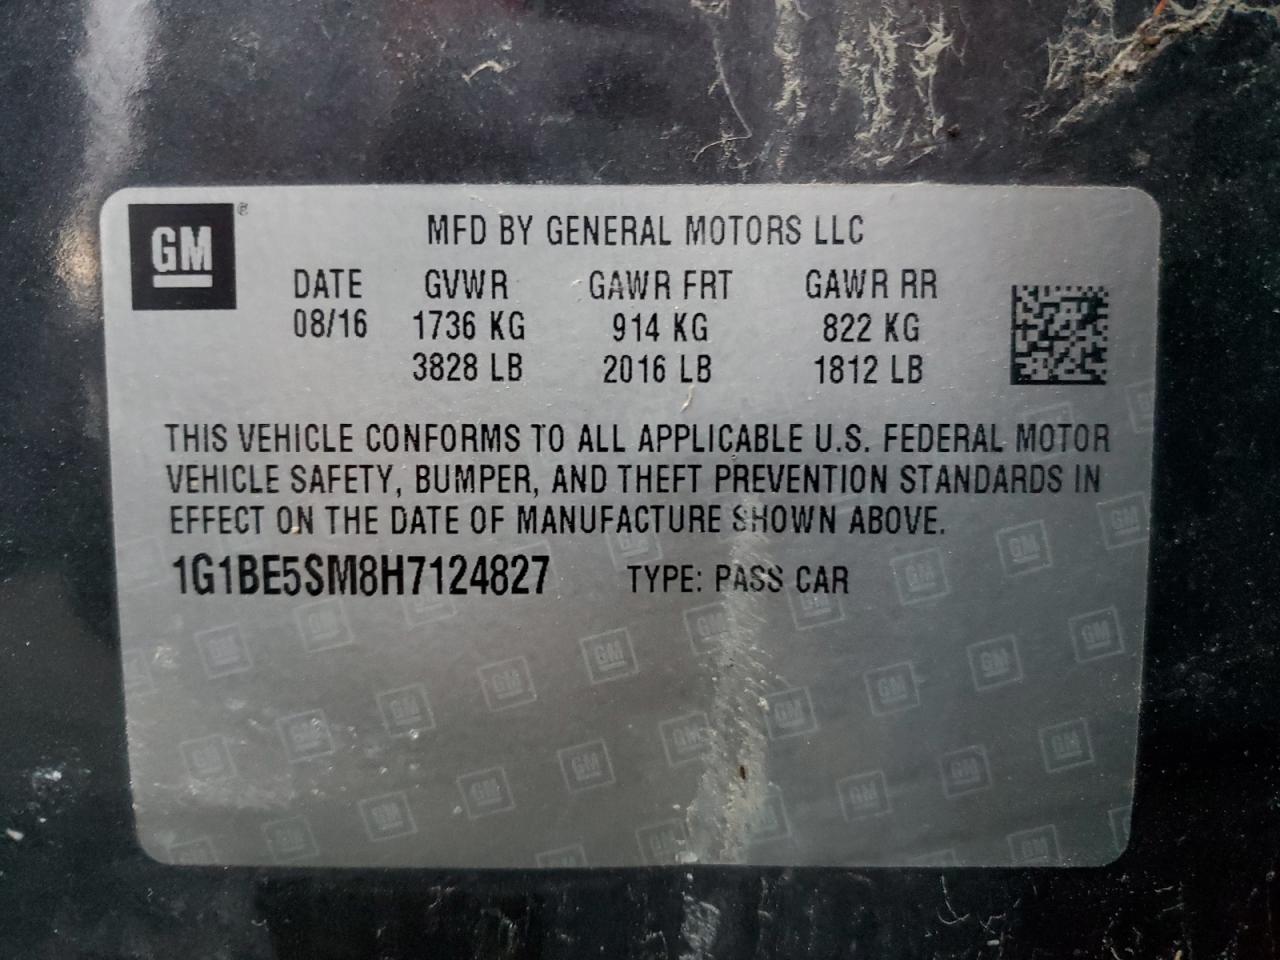 GM®
MFD BY GENERAL MOTORS LLC
DATE GVWR GAWR FRT GAWR RR
08/16 1736 KG 914 KG 822 KG
3828 LB 2016 LB 1812 LB
THIS VEHICLE CONFORMS TO ALL APPLICABLE U.S. FEDERAL MOTOR
VEHICLE SAFETY, BUMPER, AND THEFT PREVENTION STANDARDS IN
EFFECT ON THE DATE OF MANUFACTURE SHOWN ABOVE.
1G1BE5SM8H7124827 TYPE: PASS CAR